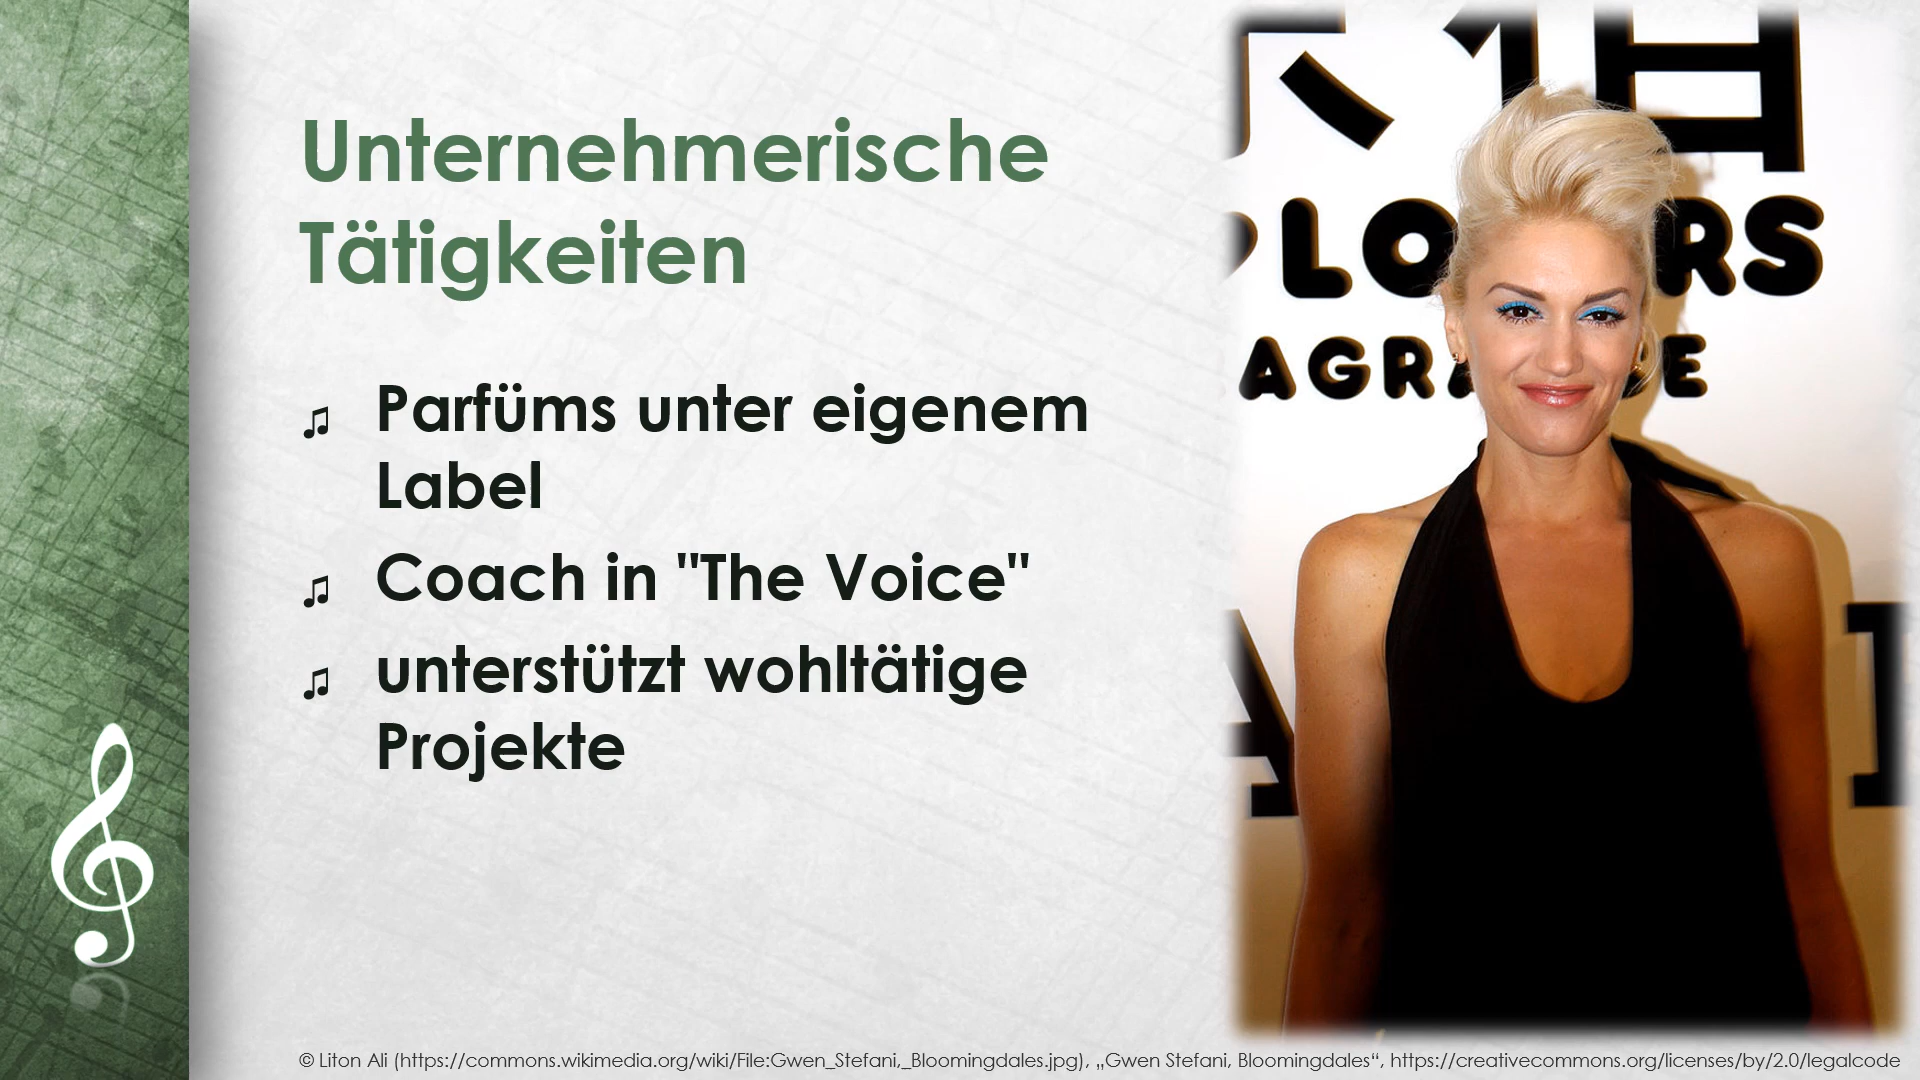 Unternehmerische
Tätigkeiten
♫ Parfüms unter eigenem
Label
♫ Coach in "The Voice"
♫ unterstützt wohltätige
Projekte
© Liton Ali (https://commons.wikimedia.org/wiki/File:Gwen_Stefani,_Bloomingdales.jpg), „Gwen Stefani, Bloomingdales“, https://creativecommons.org/licenses/by/2.0/legalcode